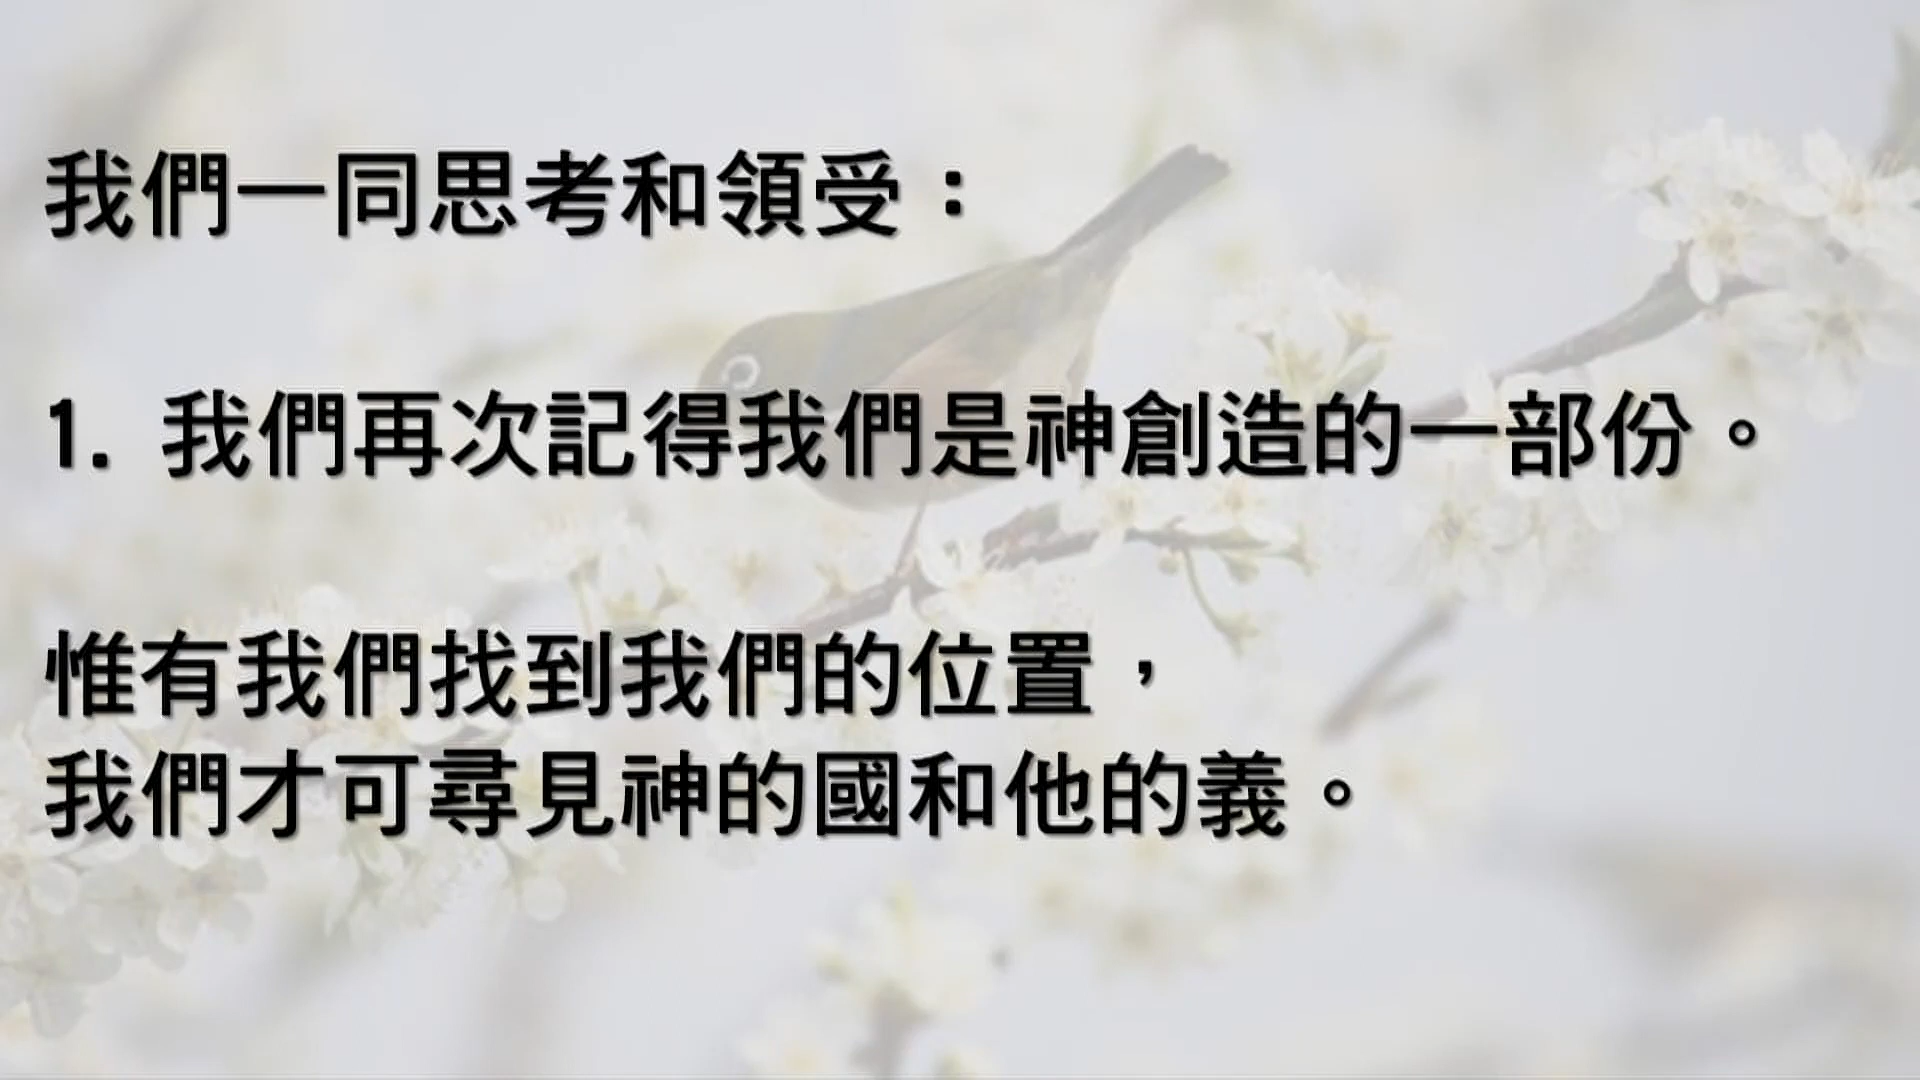 我們一同思考和領受：
1. 我們再次記得我們是神創造的一部份。
惟有我們找到我們的位置，
我們才可尋見神的國和他的義。